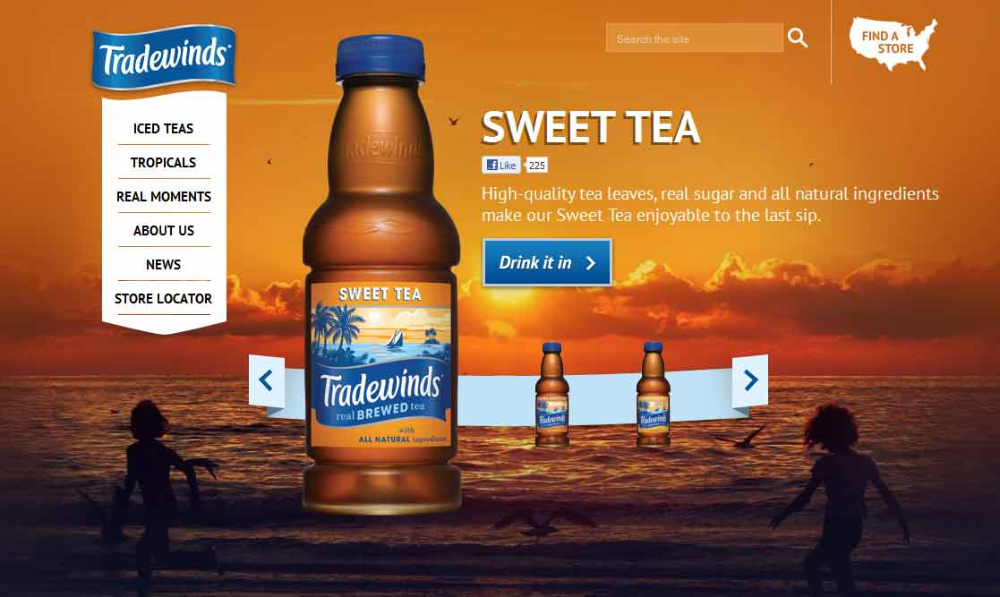 Tradewinds®
ICED TEAS
TROPICALS
REAL MOMENTS
ABOUT US
NEWS
STORE LOCATOR
Search the site
FIND A
STORE
SWEET TEA
Like 225
High-quality tea leaves, real sugar and all natural ingredients
make our Sweet Tea enjoyable to the last sip.
Drink it in
Tradewinds
SWEET TEA
Tradewinds®
real BREWED tea
with
ALL NATURAL ingredients
Tradewinds
Tradewinds